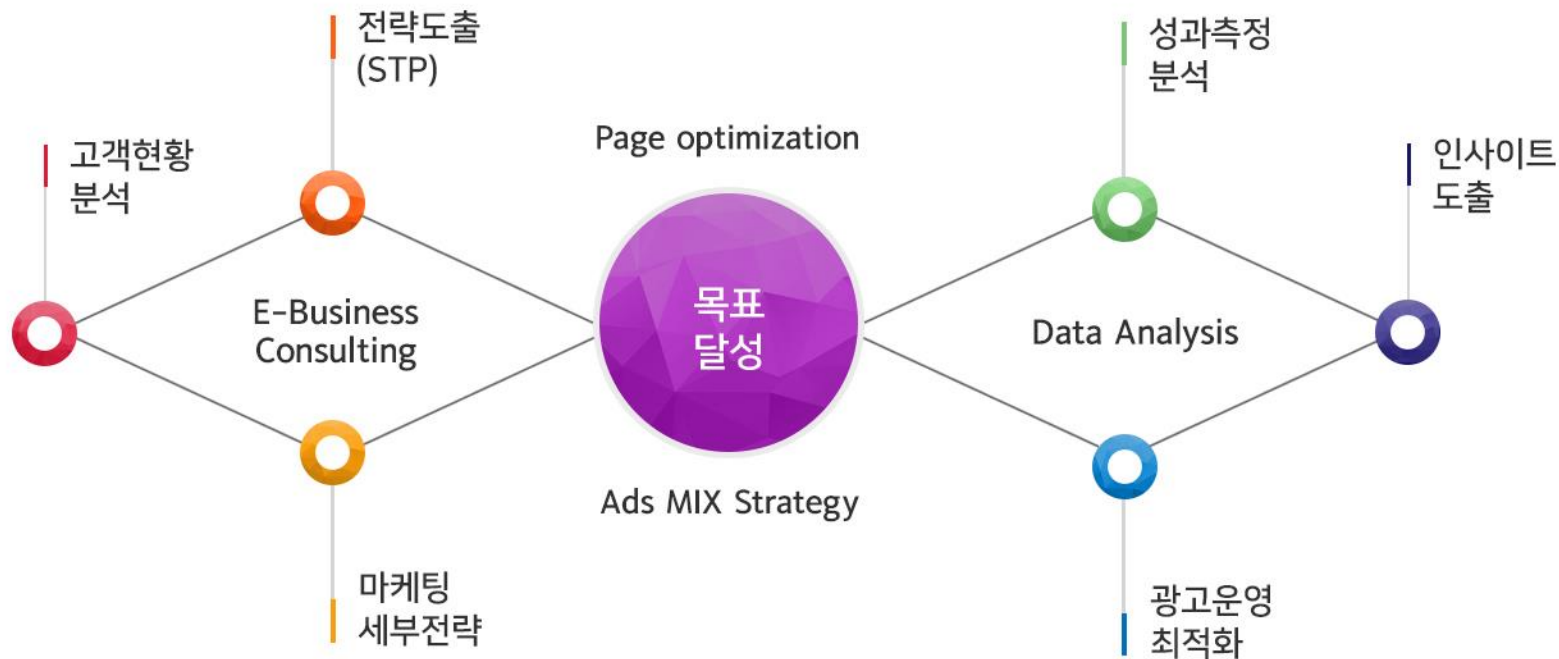 전략도출
(STP)
고객현황
분석
E-Business
Consulting
마케팅
세부전략
Page optimization
목표
달성
Ads MIX Strategy
성과측정
분석
인사이트
도출
Data Analysis
광고운영
최적화